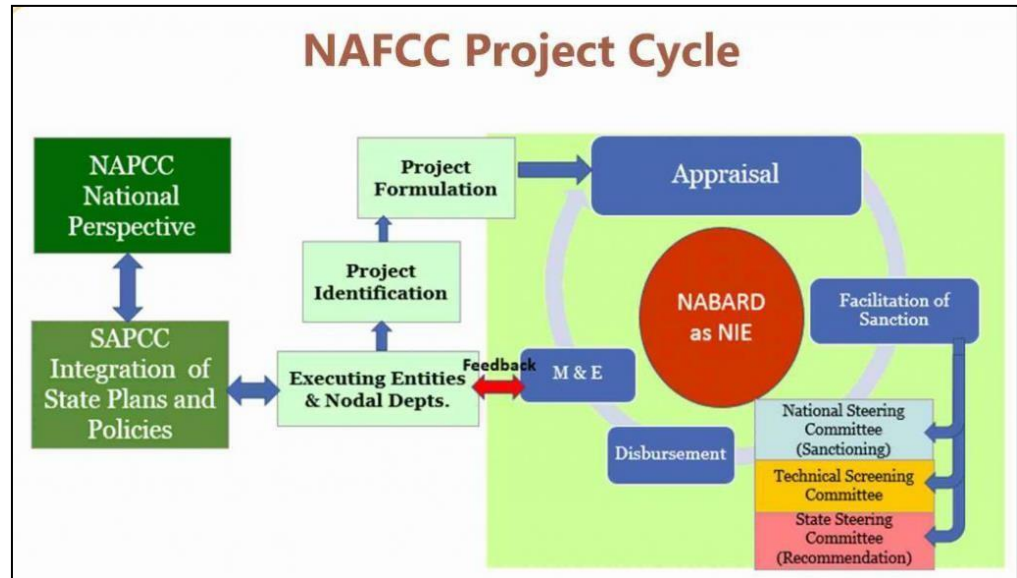 NAFCC Project Cycle
NAPCC
National
Perspective
SAPCC
Integration of
State Plans and
Policies
Project
Formulation
Project
Identification
Executing Entities
& Nodal Depts.
Feedback
Appraisal
NABARD
as NIE
Facilitation of
Sanction
M & E
Disbursement
National Steering
Committee
(Sanctioning)
Technical Screening
Committee
State Steering
Committee
(Recommendation)